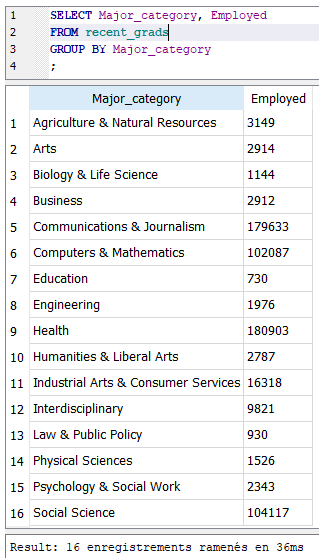 1 SELECT Major_category, Employed
2 FROM recent_grads
3 GROUP BY Major_category
4 ;
Major_category Employed
1 Agriculture & Natural Resources 3149
2 Arts 2914
3 Biology & Life Science 1144
4 Business 2912
5 Communications & Journalism 179633
6 Computers & Mathematics 102087
7 Education 730
8 Engineering 1976
9 Health 180903
10 Humanities & Liberal Arts 2787
11 Industrial Arts & Consumer Services 16318
12 Interdisciplinary 9821
13 Law & Public Policy 930
14 Physical Sciences 1526
15 Psychology & Social Work 2343
16 Social Science 104117
Result: 16 enregistrements ramenés en 36ms